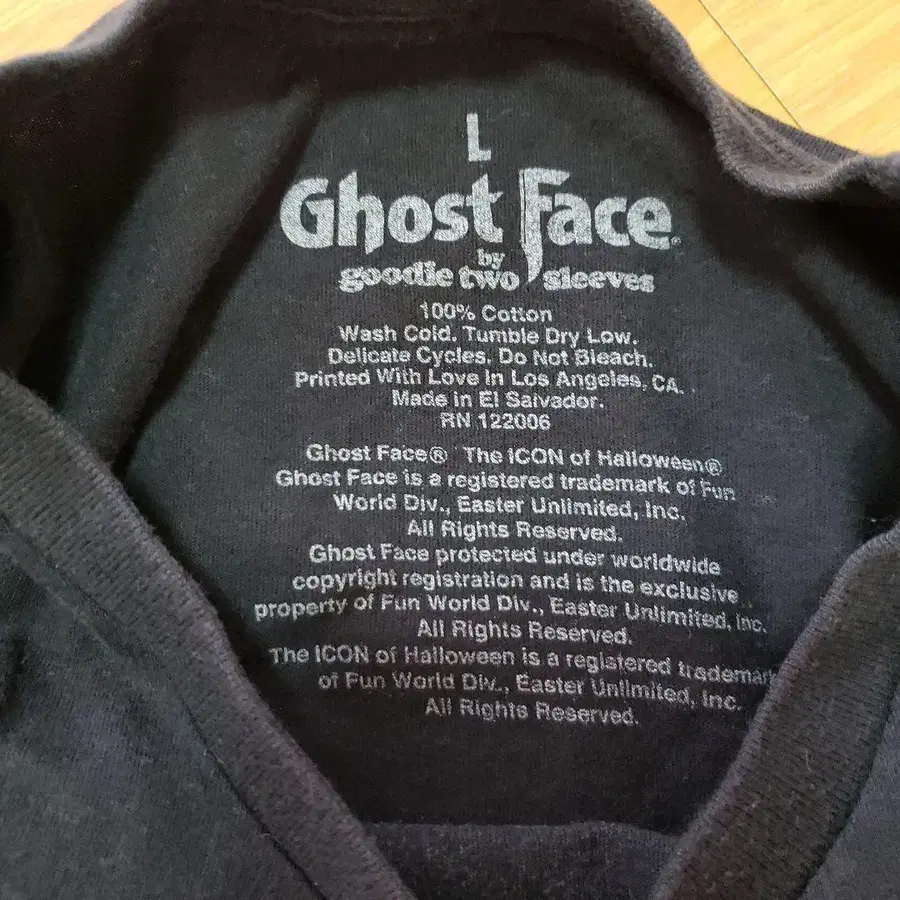 L
Ghost Face®
by
goodie two sleeves
100% Cotton
Wash Cold. Tumble Dry Low.
Delicate Cycles. Do Not Bleach.
Printed With Love In Los Angeles, CA.
Made in El Salvador.
RN 122006
Ghost Face® The ICON of Halloween®
Ghost Face is a registered trademark of Fun
World Div., Easter Unlimited, Inc.
All Rights Reserved.
Ghost Face protected under worldwide
copyright registration and is the exclusive
property of Fun World Div., Easter Unlimited, Inc.
All Rights Reserved.
The ICON of Halloween is a registered trademark
of Fun World Div., Easter Unlimited, Inc.
All Rights Reserved.